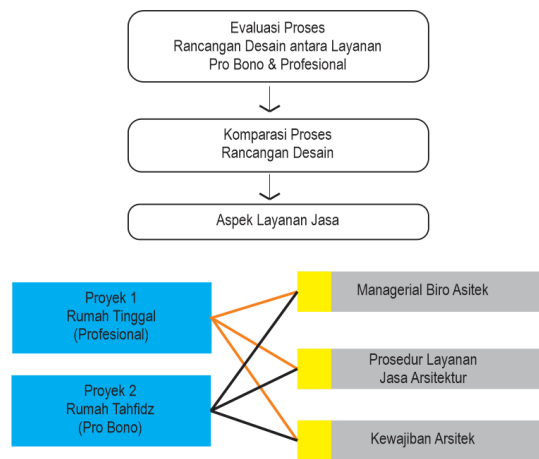 Evaluasi Proses
Rancangan Desain antara Layanan
Pro Bono & Profesional
Komparasi Proses
Rancangan Desain
Aspek Layanan Jasa
Proyek 1
Rumah Tinggal
(Profesional)
Proyek 2
Rumah Tahfidz
(Pro Bono)
Managerial Biro Asitek
Prosedur Layanan
Jasa Arsitektur
Kewajiban Arsitek